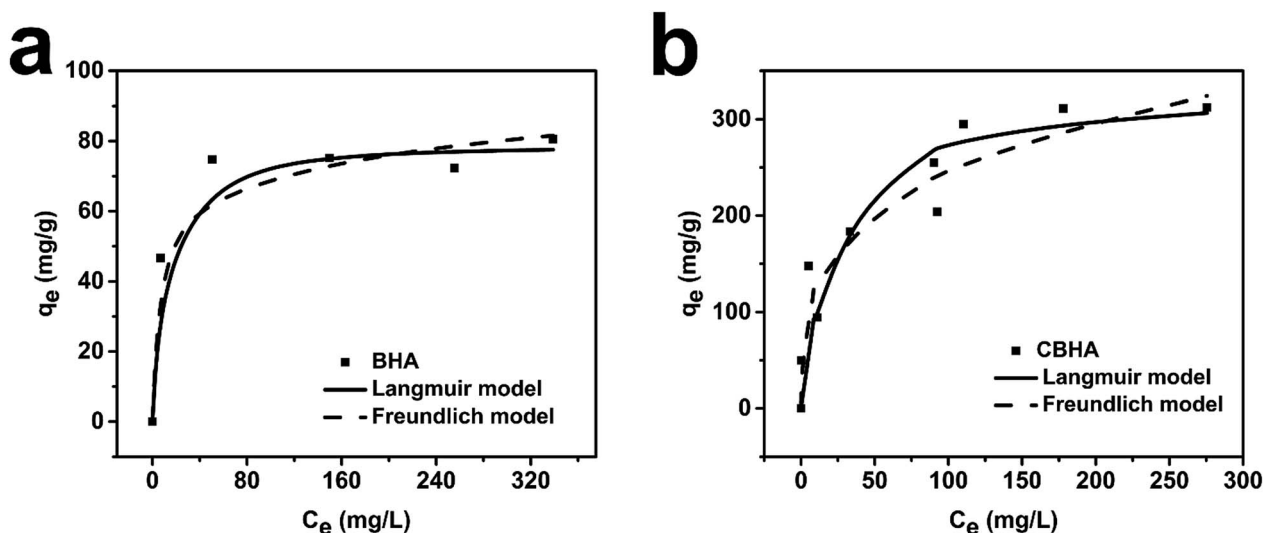 a
100
80
60
40
20
0
qe (mg/g)
BHA
Langmuir model
Freundlich model
0 80 160 240 320
Ce (mg/L)
b
300
200
100
0
qe (mg/g)
CBHA
Langmuir model
Freundlich model
0 50 100 150 200 250 300
Ce (mg/L)